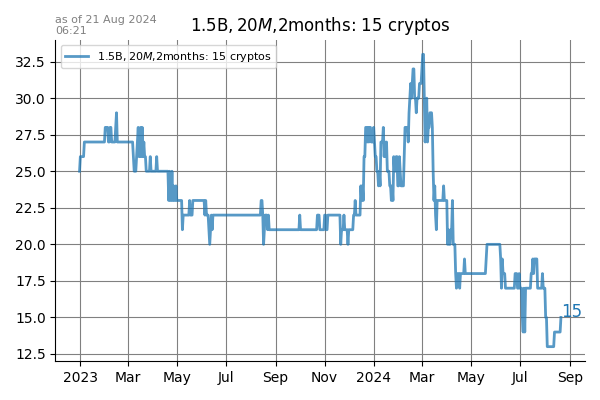 as of 21 Aug 2024
06:21
1.5B, 20M,2months: 15 cryptos
1.5B, 20M,2months: 15 cryptos
32.5
30.0
27.5
25.0
22.5
20.0
17.5
15.0
12.5
15
2023 Mar May Jul Sep Nov 2024 Mar May Jul Sep